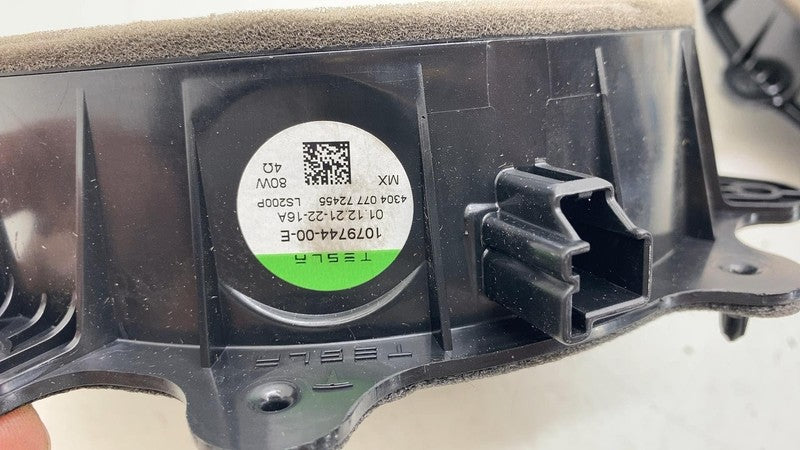 TESLA
1079744-00-E
01.12.21-22-16A
4304 077 72455 LS200P
MX 80W 4Ω
TESLA